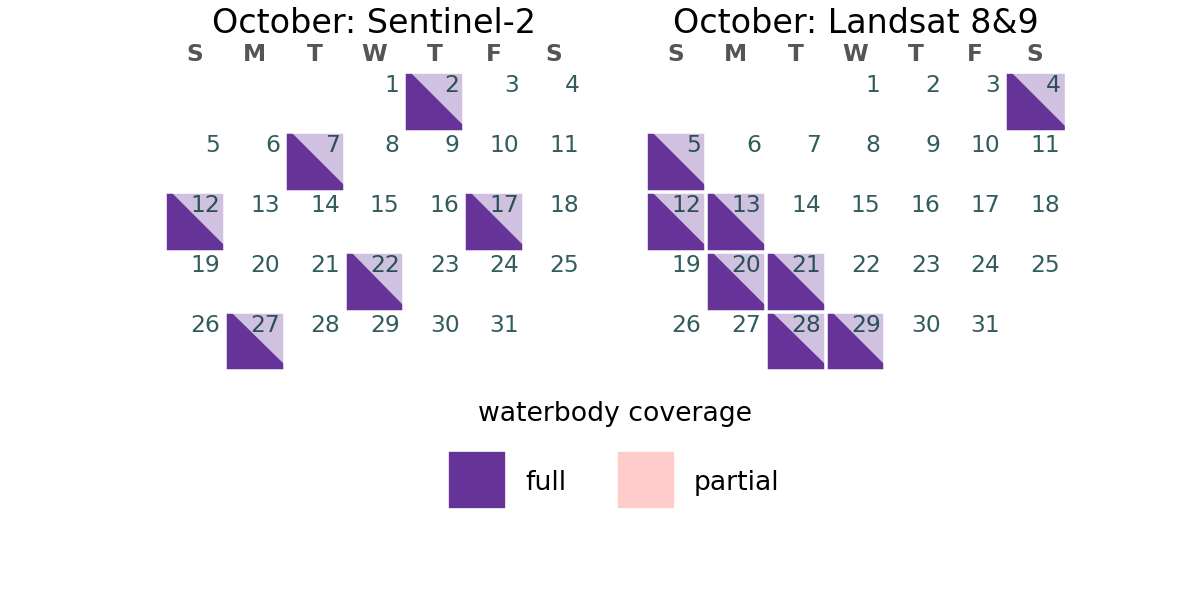 October: Sentinel-2
S M T W T F S
1 2 3 4
5 6 7 8 9 10 11
12 13 14 15 16 17 18
19 20 21 22 23 24 25
26 27 28 29 30 31
October: Landsat 8&9
S M T W T F S
1 2 3 4
5 6 7 8 9 10 11
12 13 14 15 16 17 18
19 20 21 22 23 24 25
26 27 28 29 30 31
waterbody coverage
full partial